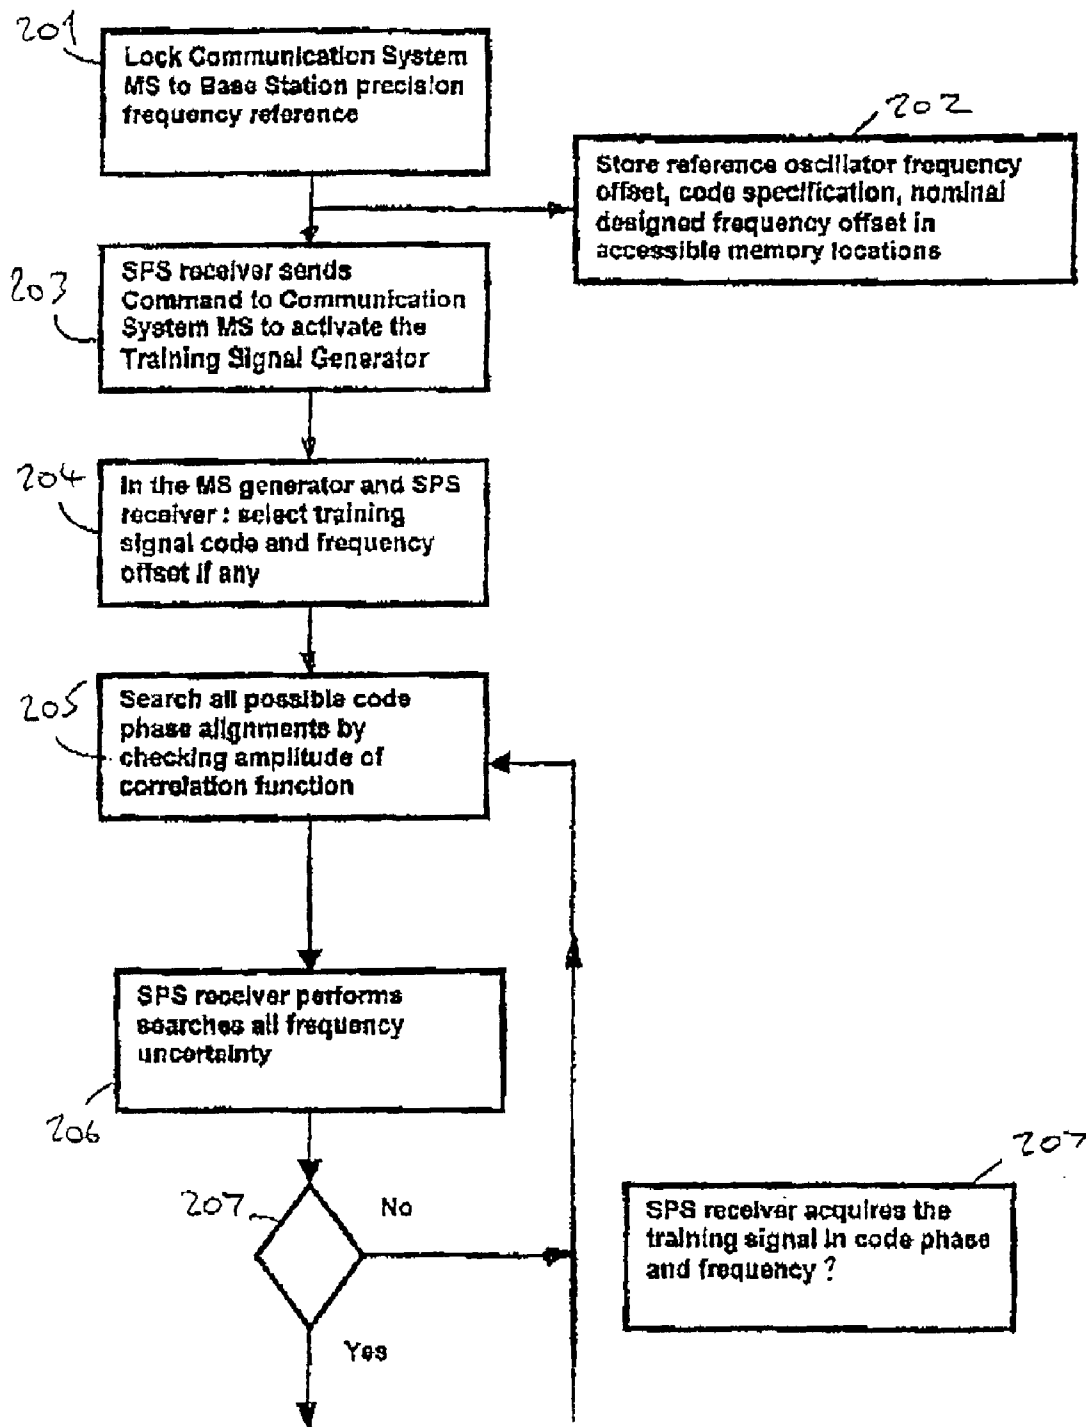 201
Lock Communication System
MS to Base Station precision
frequency reference
202
Store reference oscillator frequency
offset, code specification, nominal
designed frequency offset in
accessible memory locations
203
SPS receiver sends
Command to Communication
System MS to activate the
Training Signal Generator
204
In the MS generator and SPS
receiver : select training
signal code and frequency
offset if any
205
Search all possible code
phase alignments by
checking amplitude of
correlation function
SPS receiver performs
searches all frequency
uncertainty
206
207
No
Yes
207
SPS receiver acquires the
training signal in code phase
and frequency ?